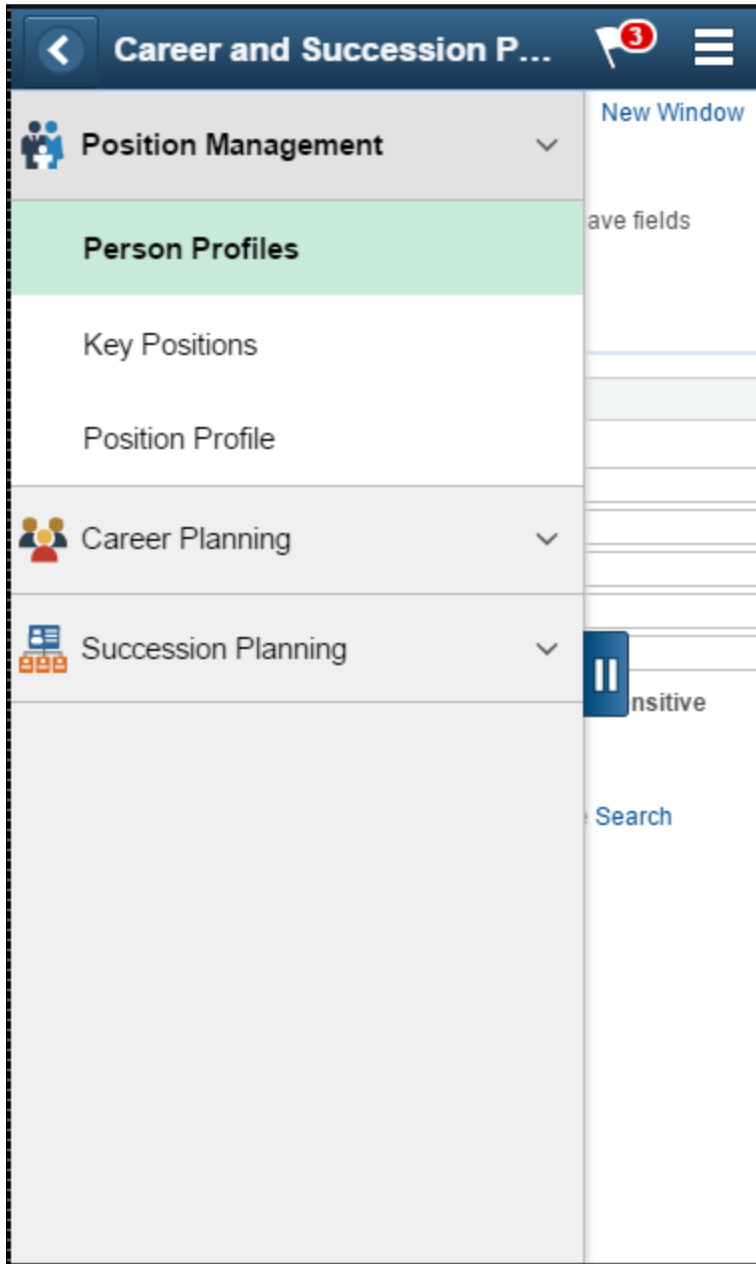 Career and Succession P...
3
New Window
Position Management
ave fields
Person Profiles
Key Positions
Position Profile
Career Planning
Succession Planning
nsitive
Search